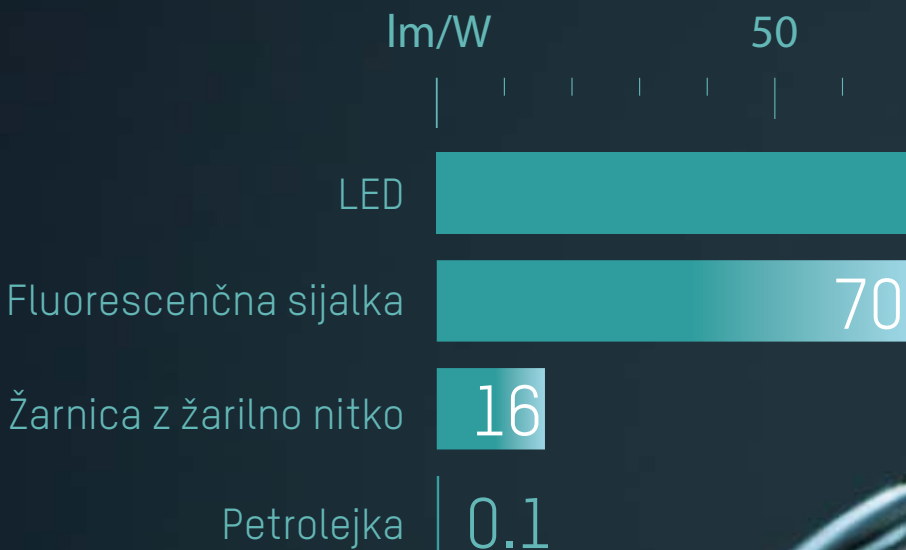 lm/W 50
LED
Fluorescenčna sijalka 70
Žarnica z žarilno nitko 16
Petrolejka 0.1